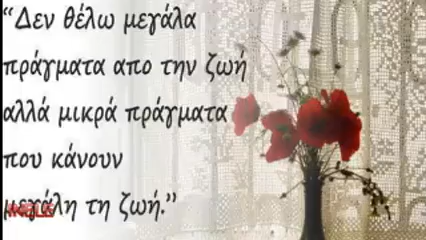 “Δεν θέλω μεγάλα
πράγματα απο την ζωή
αλλά μικρά πράγματα
που κάνουν
μεγάλη τη ζωή.”